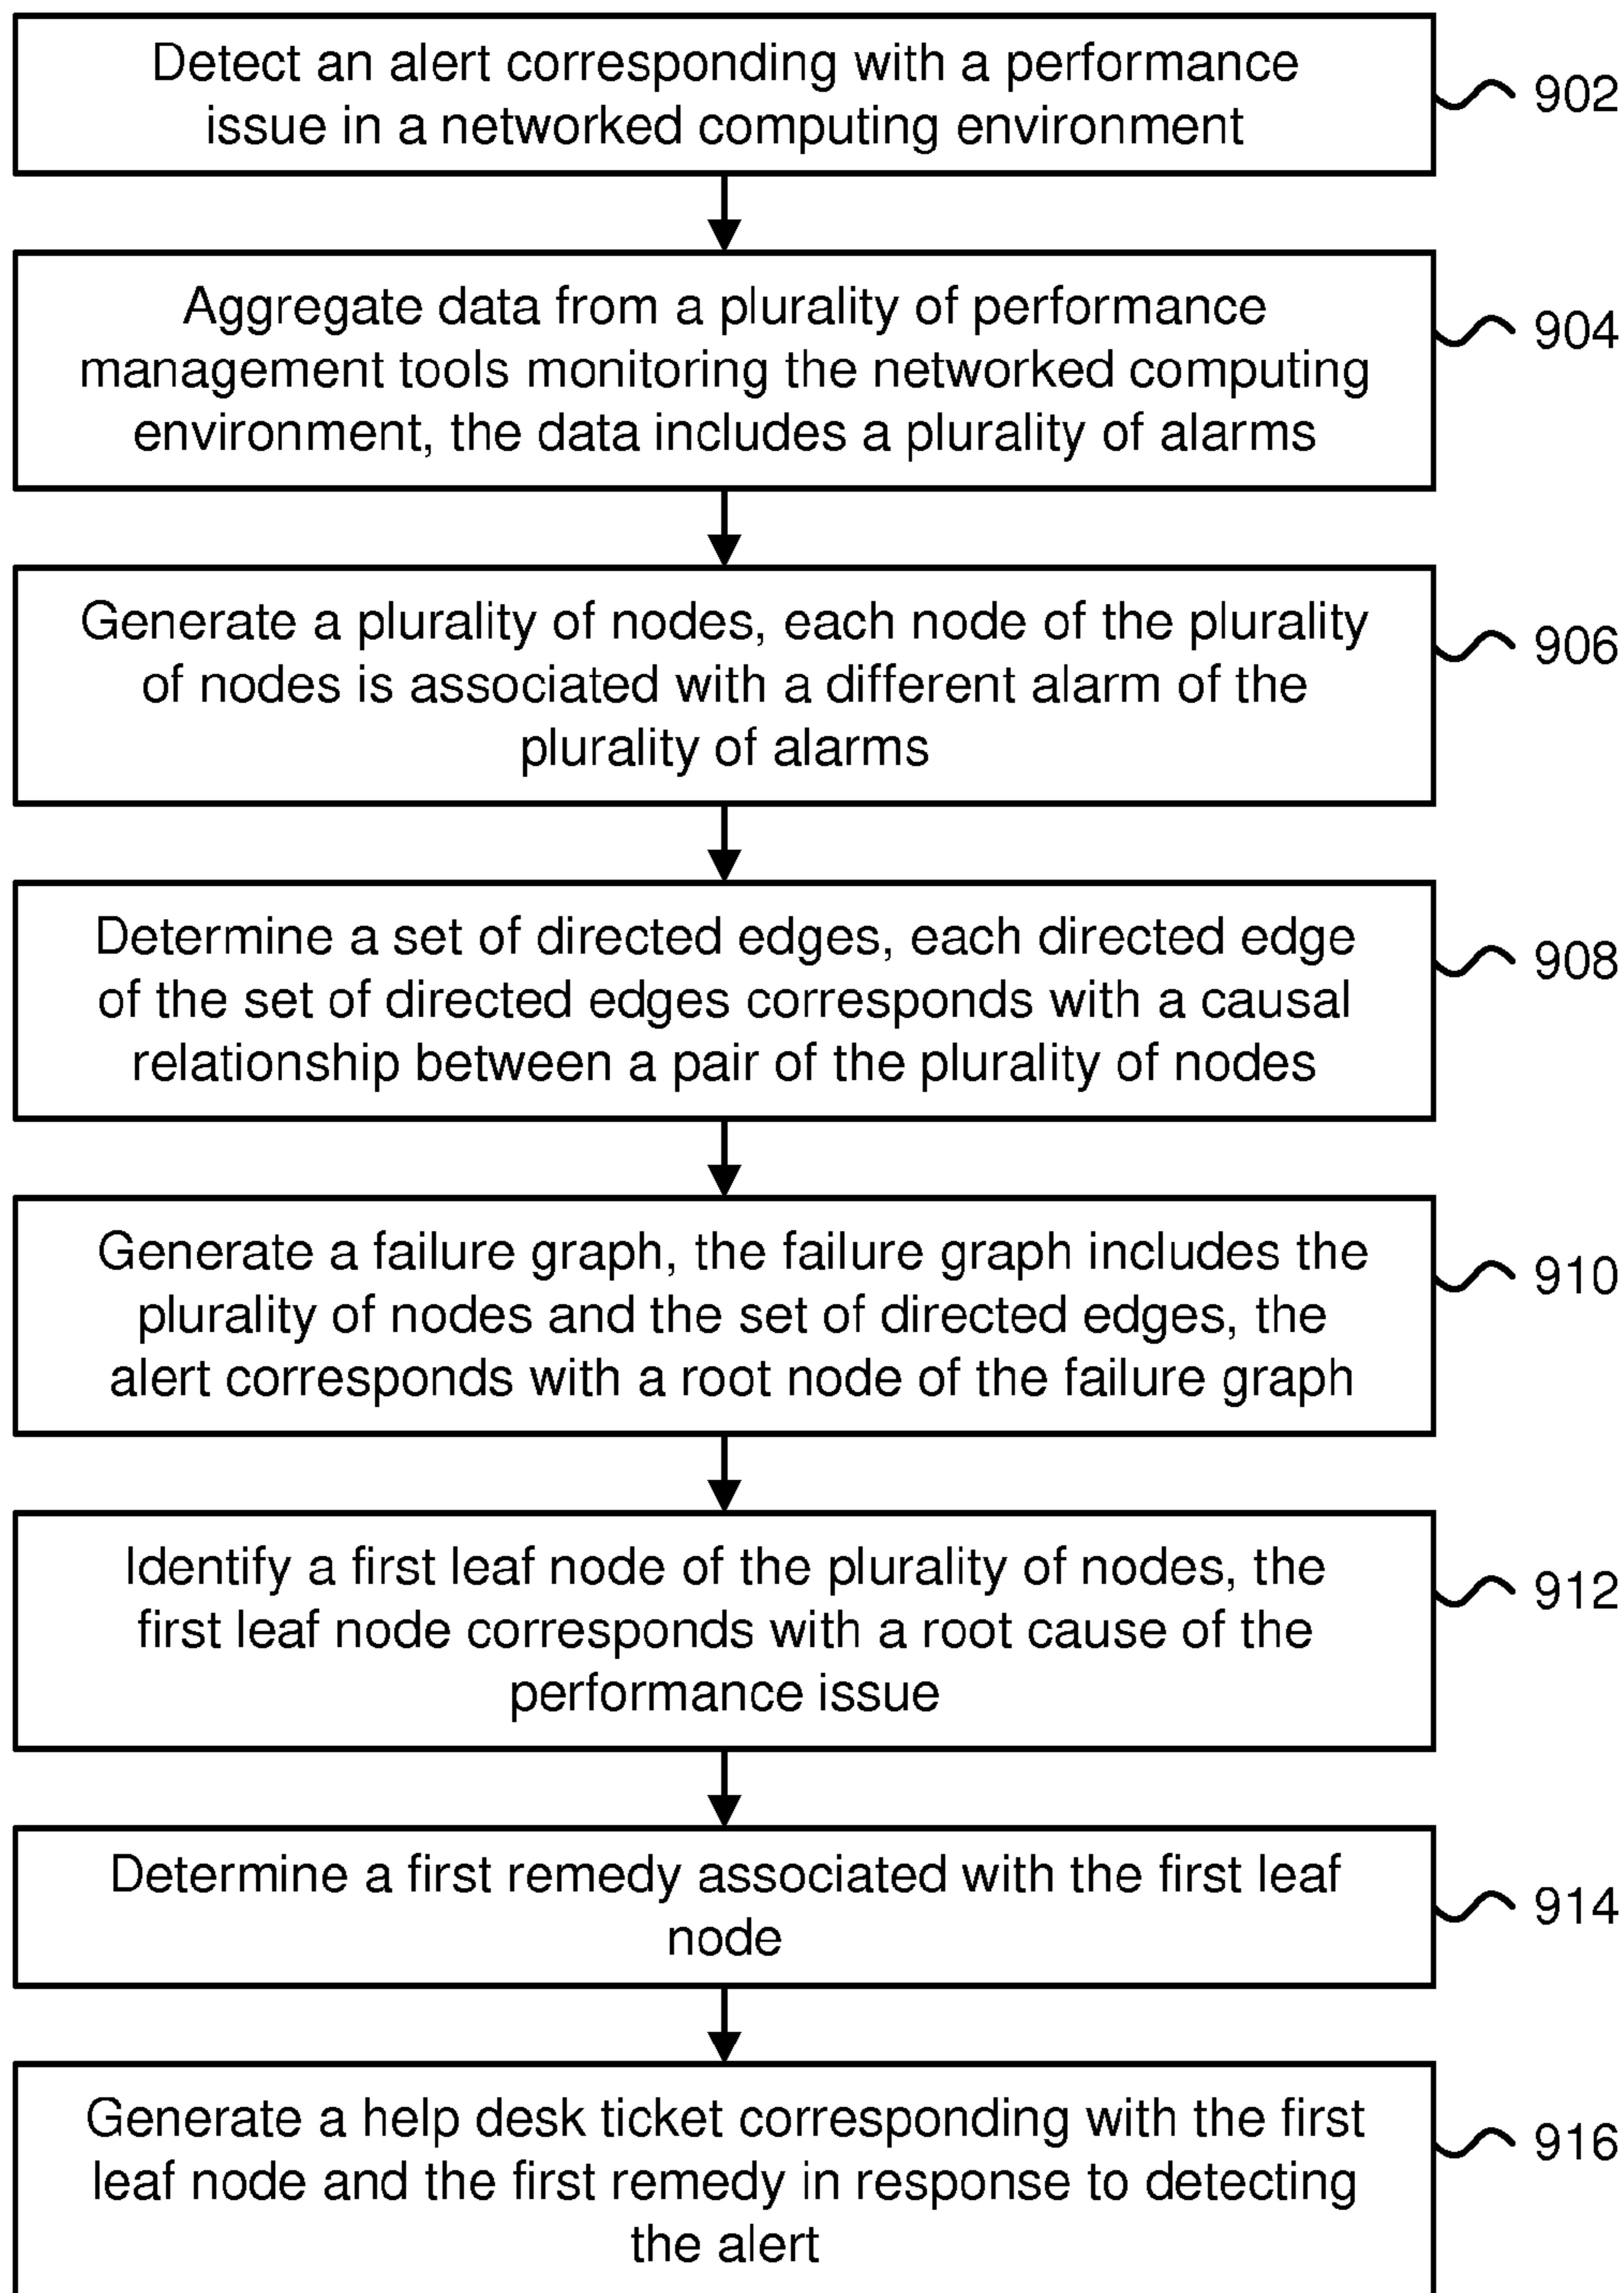 Detect an alert corresponding with a performance
issue in a networked computing environment
902
Aggregate data from a plurality of performance
management tools monitoring the networked computing
environment, the data includes a plurality of alarms
904
Generate a plurality of nodes, each node of the plurality
of nodes is associated with a different alarm of the
plurality of alarms
906
Determine a set of directed edges, each directed edge
of the set of directed edges corresponds with a causal
relationship between a pair of the plurality of nodes
908
Generate a failure graph, the failure graph includes the
plurality of nodes and the set of directed edges, the
alert corresponds with a root node of the failure graph
910
Identify a first leaf node of the plurality of nodes, the
first leaf node corresponds with a root cause of the
performance issue
912
Determine a first remedy associated with the first leaf
node
914
Generate a help desk ticket corresponding with the first
leaf node and the first remedy in response to detecting
the alert
916